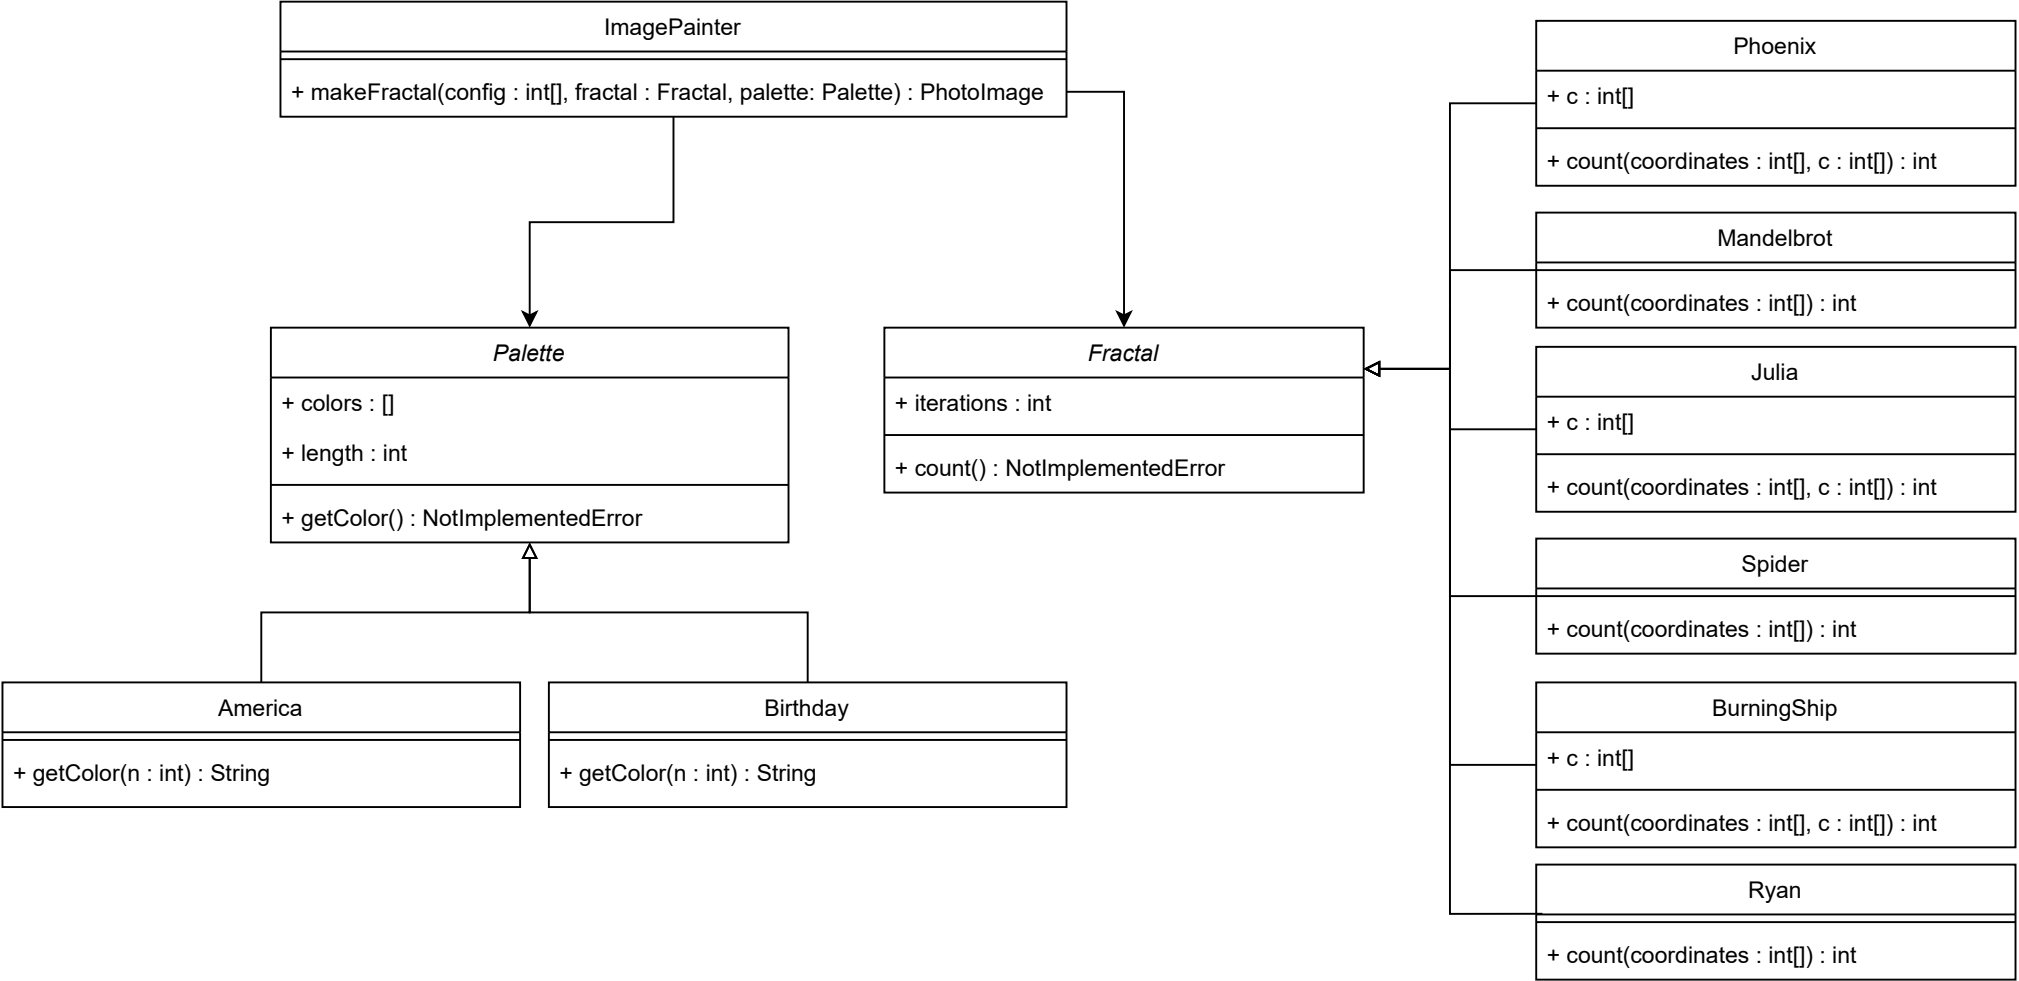 ImagePainter
+ makeFractal(config : int[], fractal : Fractal, palette: Palette) : PhotoImage
Palette
+ colors : []
+ length : int
+ getColor() : NotImplementedError
Fractal
+ iterations : int
+ count() : NotImplementedError
America
+ getColor(n : int) : String
Birthday
+ getColor(n : int) : String
Phoenix
+ c : int[]
+ count(coordinates : int[], c : int[]) : int
Mandelbrot
+ count(coordinates : int[]) : int
Julia
+ c : int[]
+ count(coordinates : int[], c : int[]) : int
Spider
+ count(coordinates : int[]) : int
BurningShip
+ c : int[]
+ count(coordinates : int[], c : int[]) : int
Ryan
+ count(coordinates : int[]) : int